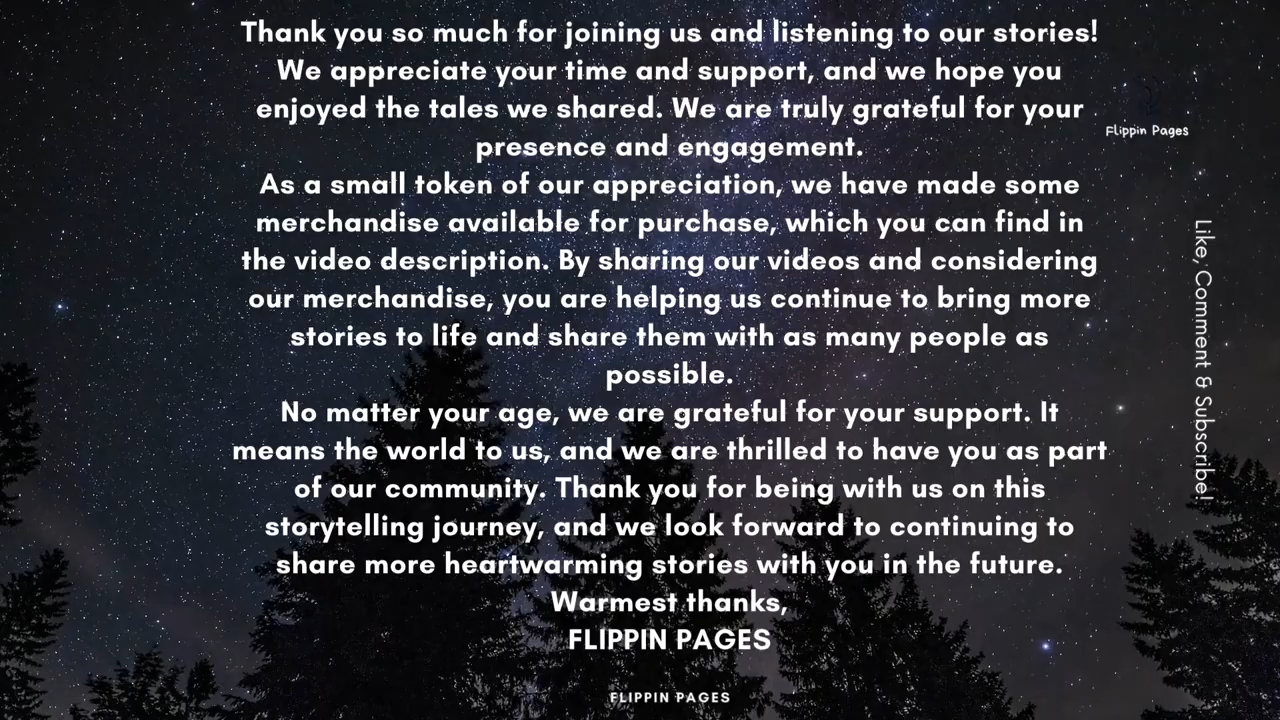 Thank you so much for joining us and listening to our stories!
We appreciate your time and support, and we hope you
enjoyed the tales we shared. We are truly grateful for your
presence and engagement.
As a small token of our appreciation, we have made some
merchandise available for purchase, which you can find in
the video description. By sharing our videos and considering
our merchandise, you are helping us continue to bring more
stories to life and share them with as many people as
possible.
No matter your age, we are grateful for your support. It
means the world to us, and we are thrilled to have you as part
of our community. Thank you for being with us on this
storytelling journey, and we look forward to continuing to
share more heartwarming stories with you in the future.
Warmest thanks,
FLIPPIN PAGES
FLIPPIN PAGES
Flippin Pages
Like, Comment & Subscribe!